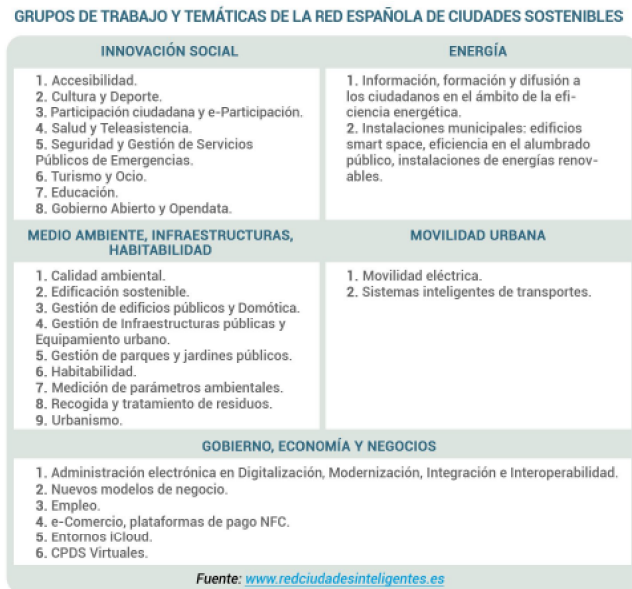 GRUPOS DE TRABAJO Y TEMÁTICAS DE LA RED ESPAÑOLA DE CIUDADES SOSTENIBLES
INNOVACIÓN SOCIAL
1. Accesibilidad.
2. Cultura y Deporte.
3. Participación ciudadana y e-Participación.
4. Salud y Teleasistencia.
5. Seguridad y Gestión de Servicios
Públicos de Emergencias.
6. Turismo y Ocio.
7. Educación.
8. Gobierno Abierto y Opendata.
ENERGÍA
1. Información, formación y difusión a
los ciudadanos en el ámbito de la efi-
ciencia energética.
2. Instalaciones municipales: edificios
smart space, eficiencia en el alumbrado
público, instalaciones de energías renov-
ables.
MEDIO AMBIENTE, INFRAESTRUCTURAS,
HABITABILIDAD
1. Calidad ambiental.
2. Edificación sostenible.
3. Gestión de edificios públicos y Domótica.
4. Gestión de Infraestructuras públicas y
Equipamiento urbano.
5. Gestión de parques y jardines públicos.
6. Habitabilidad.
7. Medición de parámetros ambientales.
8. Recogida y tratamiento de residuos.
9. Urbanismo.
MOVILIDAD URBANA
1. Movilidad eléctrica.
2. Sistemas inteligentes de transportes.
GOBIERNO, ECONOMÍA Y NEGOCIOS
1. Administración electrónica en Digitalización, Modernización, Integración e Interoperabilidad.
2. Nuevos modelos de negocio.
3. Empleo.
4. e-Comercio, plataformas de pago NFC.
5. Entornos iCloud.
6. CPDS Virtuales.
Fuente: www.redciudadesinteligentes.es